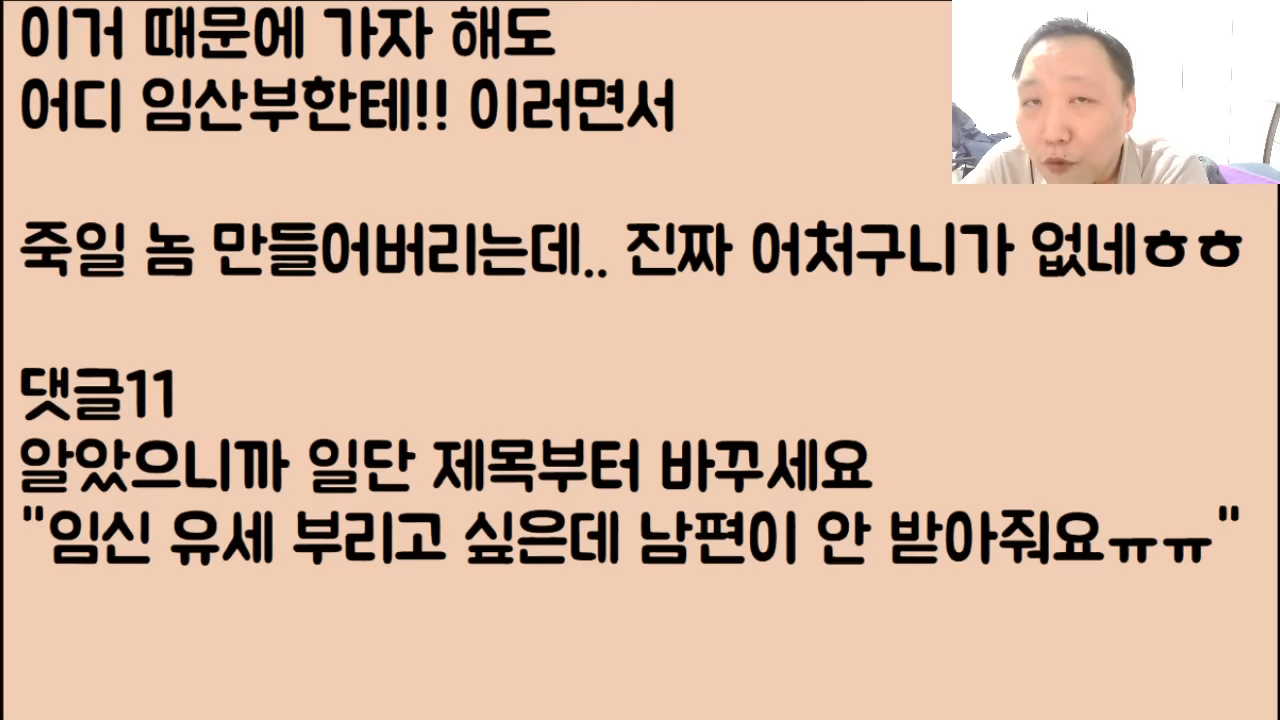 이거 때문에 가자 해도
어디 임산부한테!! 이러면서
죽일 놈 만들어버리는데.. 진짜 어처구니가 없네ㅎㅎ
댓글11
알았으니까 일단 제목부터 바꾸세요
"임신 유세 부리고 싶은데 남편이 안 받아줘요ㅠㅠ"